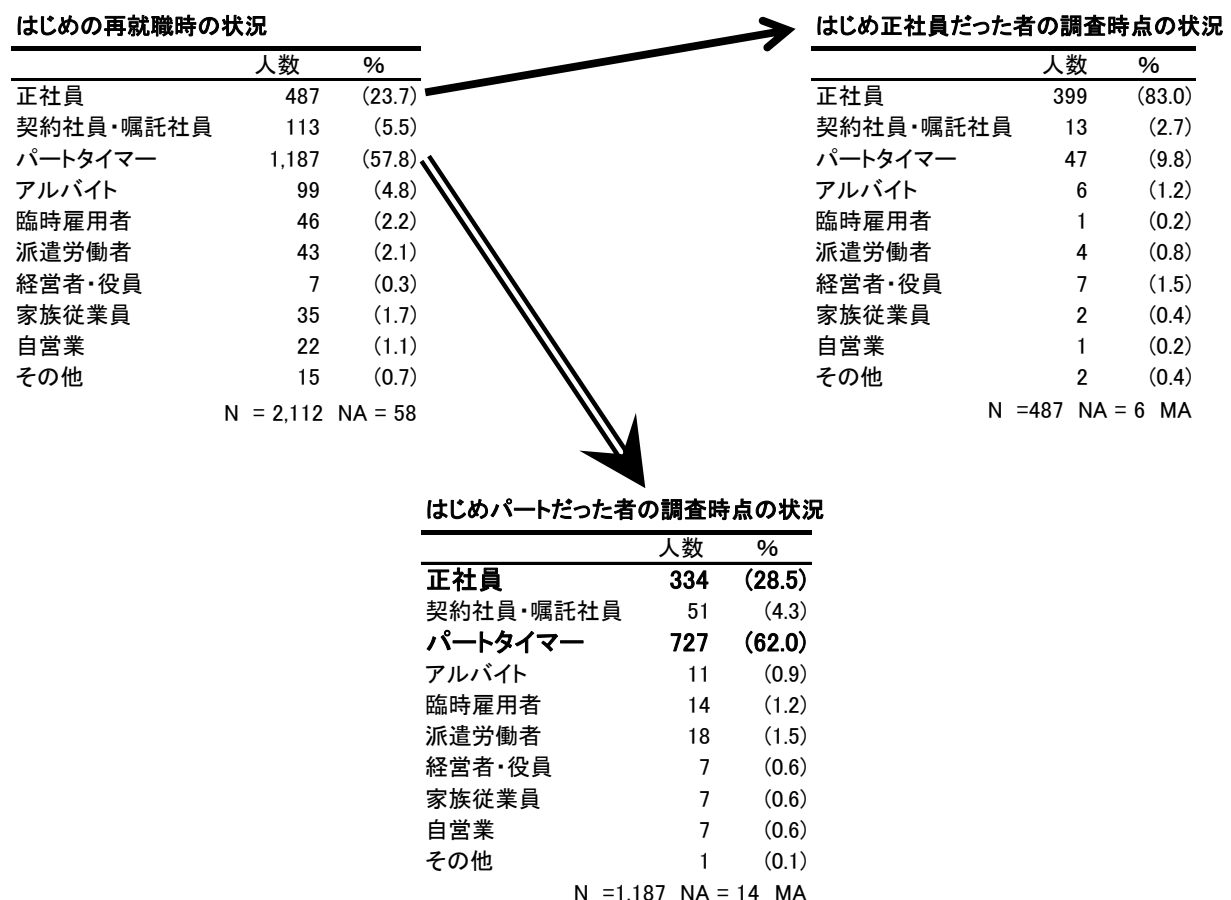 はじめの再就職時の状況
人数 %
正社員 487 (23.7)
契約社員・嘱託社員 113 (5.5)
パートタイマー 1,187 (57.8)
アルバイト 99 (4.8)
臨時雇用者 46 (2.2)
派遣労働者 43 (2.1)
経営者・役員 7 (0.3)
家族従業員 35 (1.7)
自営業 22 (1.1)
その他 15 (0.7)
N = 2,112 NA = 58
はじめ正社員だった者の調査時点の状況
人数 %
正社員 399 (83.0)
契約社員・嘱託社員 13 (2.7)
パートタイマー 47 (9.8)
アルバイト 6 (1.2)
臨時雇用者 1 (0.2)
派遣労働者 4 (0.8)
経営者・役員 7 (1.5)
家族従業員 2 (0.4)
自営業 1 (0.2)
その他 2 (0.4)
N =487 NA = 6 MA
はじめパートだった者の調査時点の状況
人数 %
正社員 334 (28.5)
契約社員・嘱託社員 51 (4.3)
パートタイマー 727 (62.0)
アルバイト 11 (0.9)
臨時雇用者 14 (1.2)
派遣労働者 18 (1.5)
経営者・役員 7 (0.6)
家族従業員 7 (0.6)
自営業 7 (0.6)
その他 1 (0.1)
N =1,187 NA = 14 MA